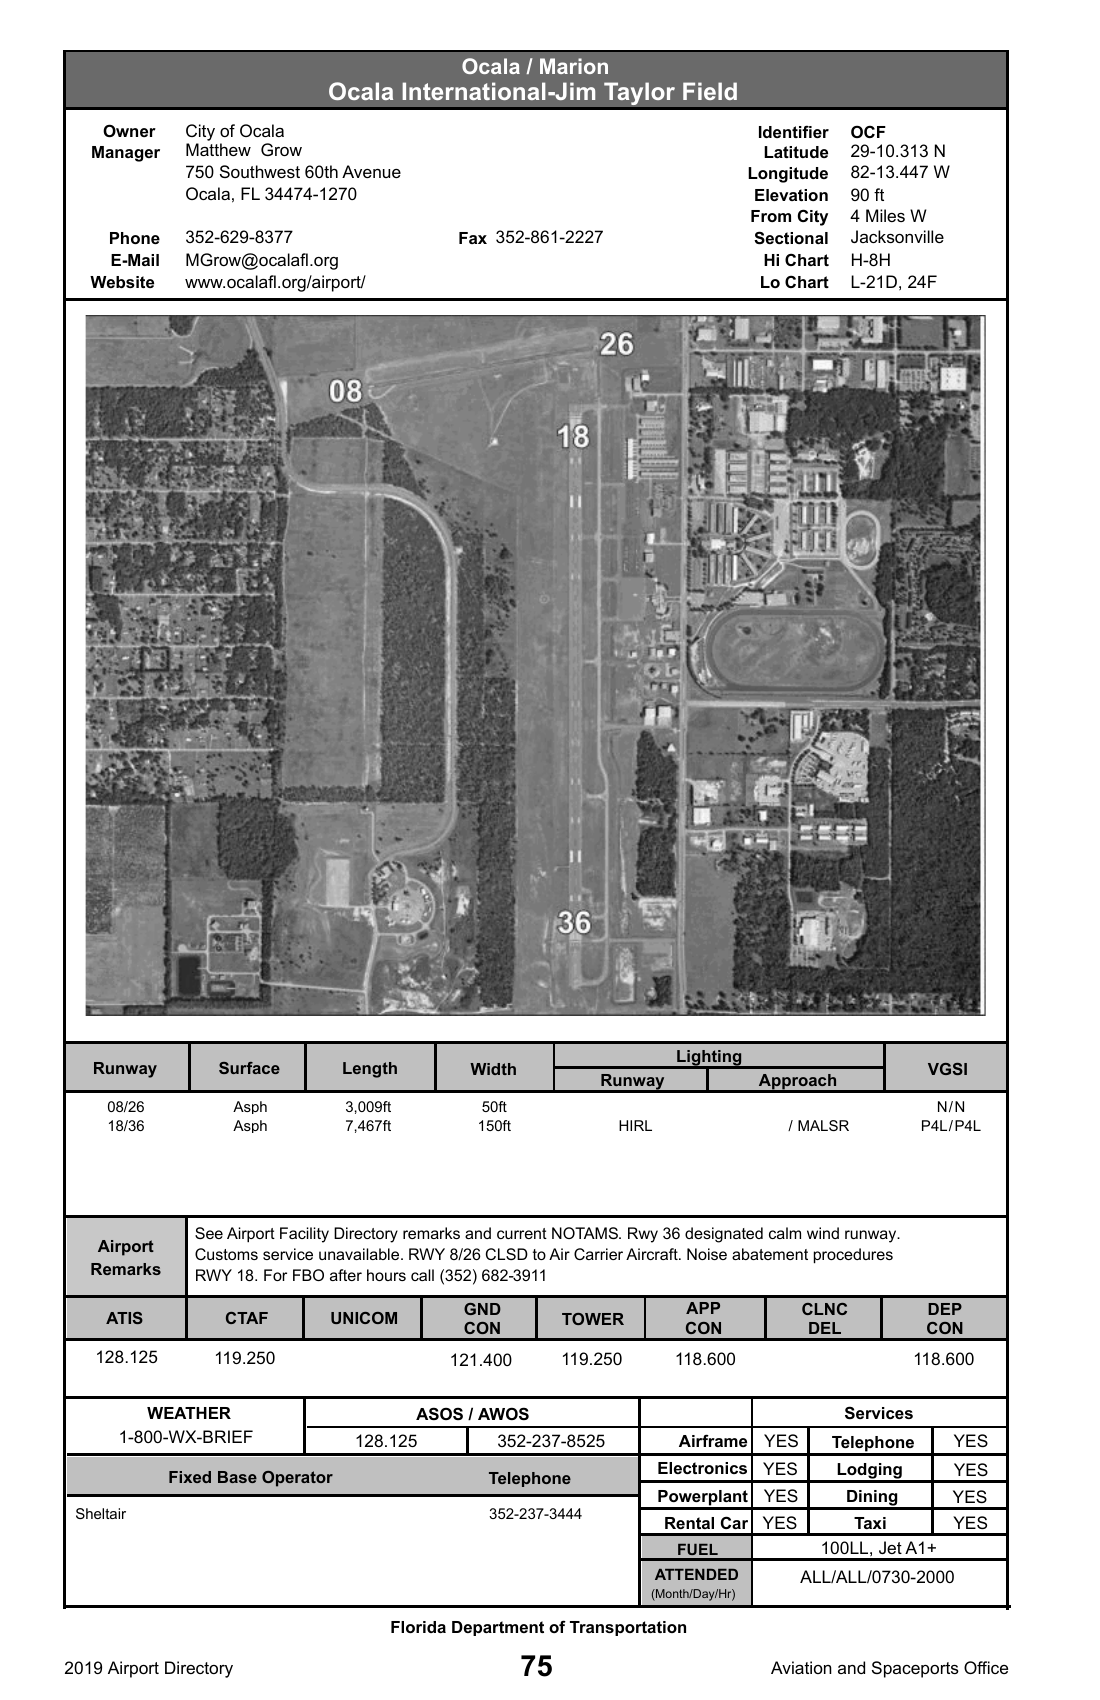 Ocala / Marion
Ocala International-Jim Taylor Field
Owner City of Ocala
Manager Matthew Grow
750 Southwest 60th Avenue
Ocala, FL 34474-1270
Phone 352-629-8377 Fax 352-861-2227
E-Mail MGrow@ocalafl.org
Website www.ocalafl.org/airport/
Identifier OCF
Latitude 29-10.313 N
Longitude 82-13.447 W
Elevation 90 ft
From City 4 Miles W
Sectional Jacksonville
Hi Chart H-8H
Lo Chart L-21D, 24F
26
08
18
36
Runway Surface Length Width Lighting VGSI
Runway Approach
08/26 Asph 3,009ft 50ft N/N
18/36 Asph 7,467ft 150ft HIRL / MALSR P4L/P4L
Airport Remarks
See Airport Facility Directory remarks and current NOTAMS. Rwy 36 designated calm wind runway.
Customs service unavailable. RWY 8/26 CLSD to Air Carrier Aircraft. Noise abatement procedures
RWY 18. For FBO after hours call (352) 682-3911
ATIS CTAF UNICOM GND CON TOWER APP CON CLNC DEL DEP CON
128.125 119.250 121.400 119.250 118.600 118.600
WEATHER
1-800-WX-BRIEF
ASOS / AWOS
128.125 352-237-8525
Fixed Base Operator Telephone
Sheltair 352-237-3444
Services
Airframe YES Telephone YES
Electronics YES Lodging YES
Powerplant YES Dining YES
Rental Car YES Taxi YES
FUEL 100LL, Jet A1+
ATTENDED ALL/ALL/0730-2000
(Month/Day/Hr)
Florida Department of Transportation
2019 Airport Directory 75 Aviation and Spaceports Office